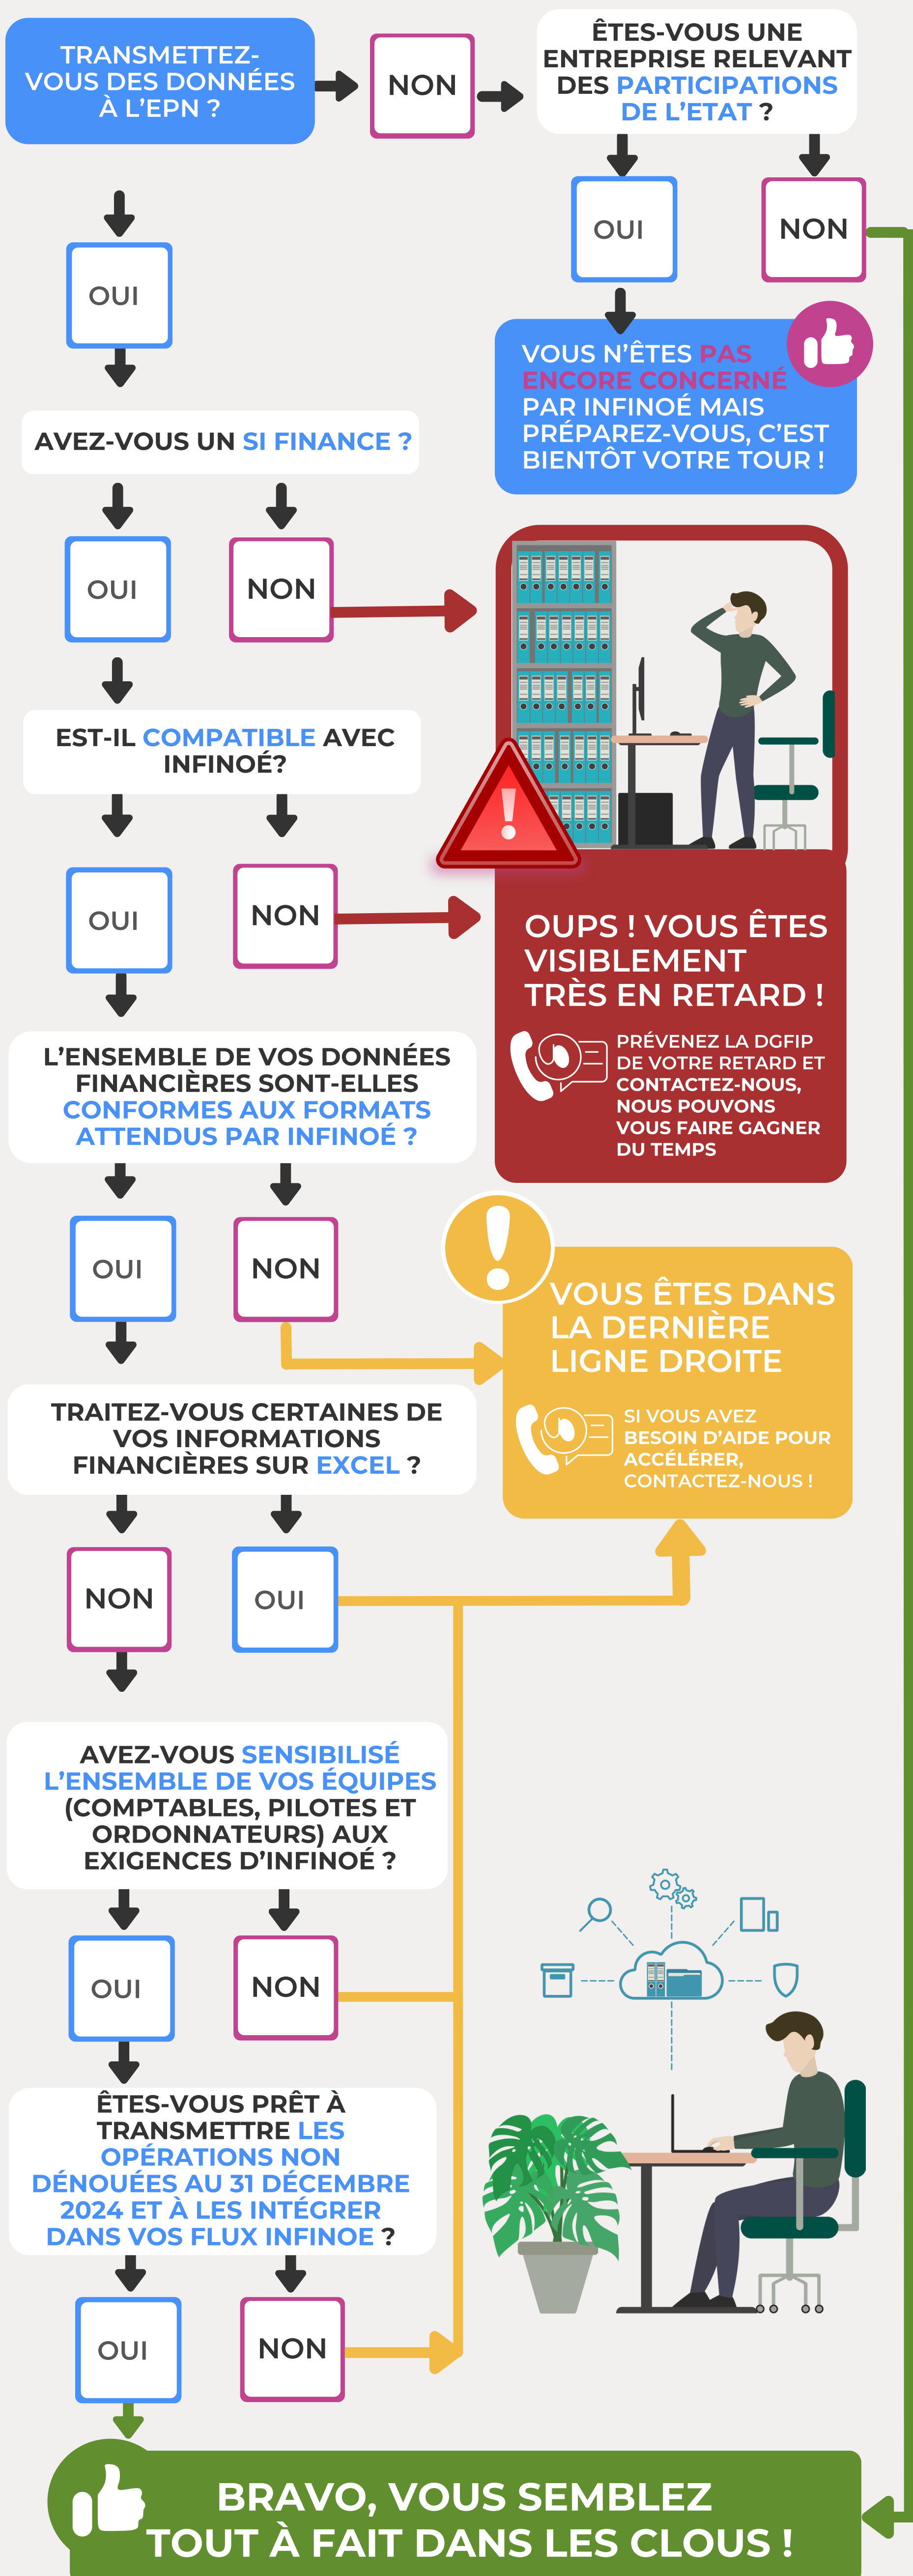 TRANSMETTEZ-
VOUS DES DONNÉES
À L'EPN ?
NON
ÊTES-VOUS UNE
ENTREPRISE RELEVANT
DES PARTICIPATIONS
DE L'ETAT ?
OUI
NON
VOUS N'ÊTES PAS
ENCORE CONCERNÉ
PAR INFINOÉ MAIS
PRÉPAREZ-VOUS, C'EST
BIENTÔT VOTRE TOUR !
OUI
AVEZ-VOUS UN SI FINANCE ?
OUI
NON
EST-IL COMPATIBLE AVEC
INFINOÉ?
OUI
NON
OUPS ! VOUS ÊTES
VISIBLEMENT
TRÈS EN RETARD !
PRÉVENEZ LA DGFIP
DE VOTRE RETARD ET
CONTACTEZ-NOUS,
NOUS POUVONS
VOUS FAIRE GAGNER
DU TEMPS
L'ENSEMBLE DE VOS DONNÉES
FINANCIÈRES SONT-ELLES
CONFORMES AUX FORMATS
ATTENDUS PAR INFINOÉ ?
OUI
NON
VOUS ÊTES DANS
LA DERNIÈRE
LIGNE DROITE
SI VOUS AVEZ
BESOIN D'AIDE POUR
ACCÉLÉRER,
CONTACTEZ-NOUS !
TRAITEZ-VOUS CERTAINES DE
VOS INFORMATIONS
FINANCIÈRES SUR EXCEL ?
NON
OUI
AVEZ-VOUS SENSIBILISÉ
L'ENSEMBLE DE VOS ÉQUIPES
(COMPTABLES, PILOTES ET
ORDONNATEURS) AUX
EXIGENCES D'INFINOÉ ?
OUI
NON
ÊTES-VOUS PRÊT À
TRANSMETTRE LES
OPÉRATIONS NON
DÉNOUÉES AU 31 DÉCEMBRE
2024 ET À LES INTÉGRER
DANS VOS FLUX INFINOE ?
OUI
NON
BRAVO, VOUS SEMBLEZ
TOUT À FAIT DANS LES CLOUS !